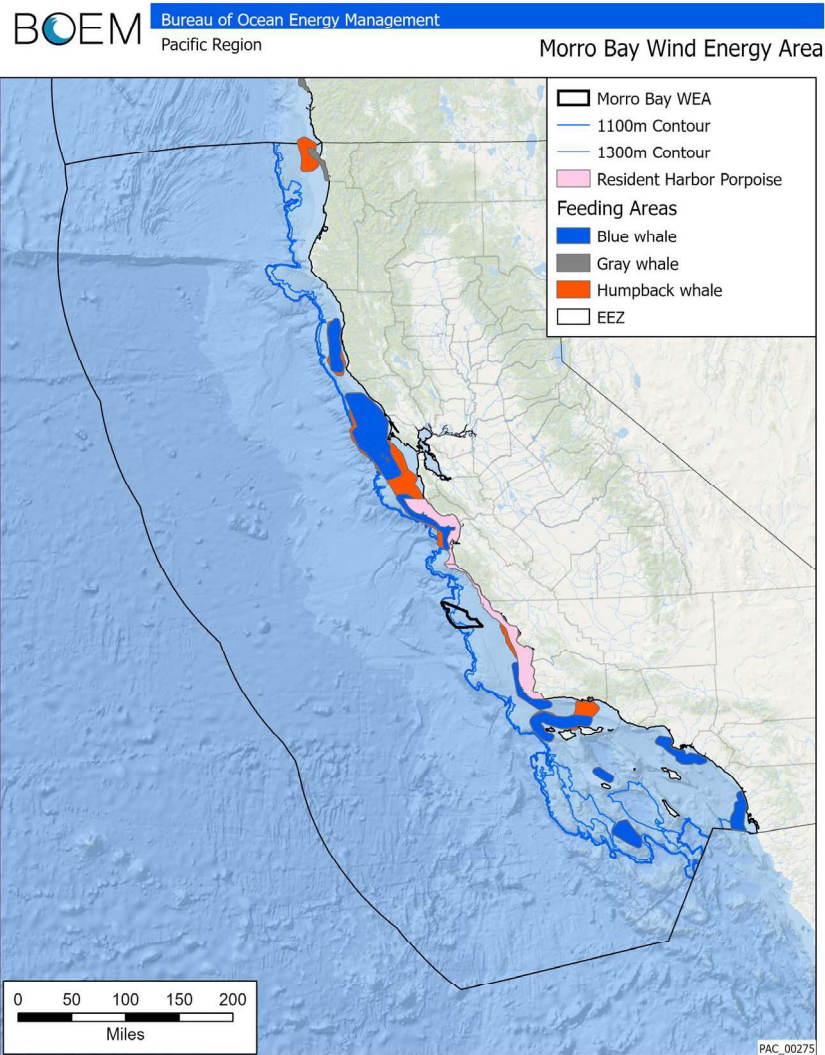 BOEM
Bureau of Ocean Energy Management
Pacific Region
Morro Bay Wind Energy Area
Morro Bay WEA
1100m Contour
1300m Contour
Resident Harbor Porpoise
Feeding Areas
Blue whale
Gray whale
Humpback whale
EEZ
0 50 100 150 200
Miles
PAC_00275